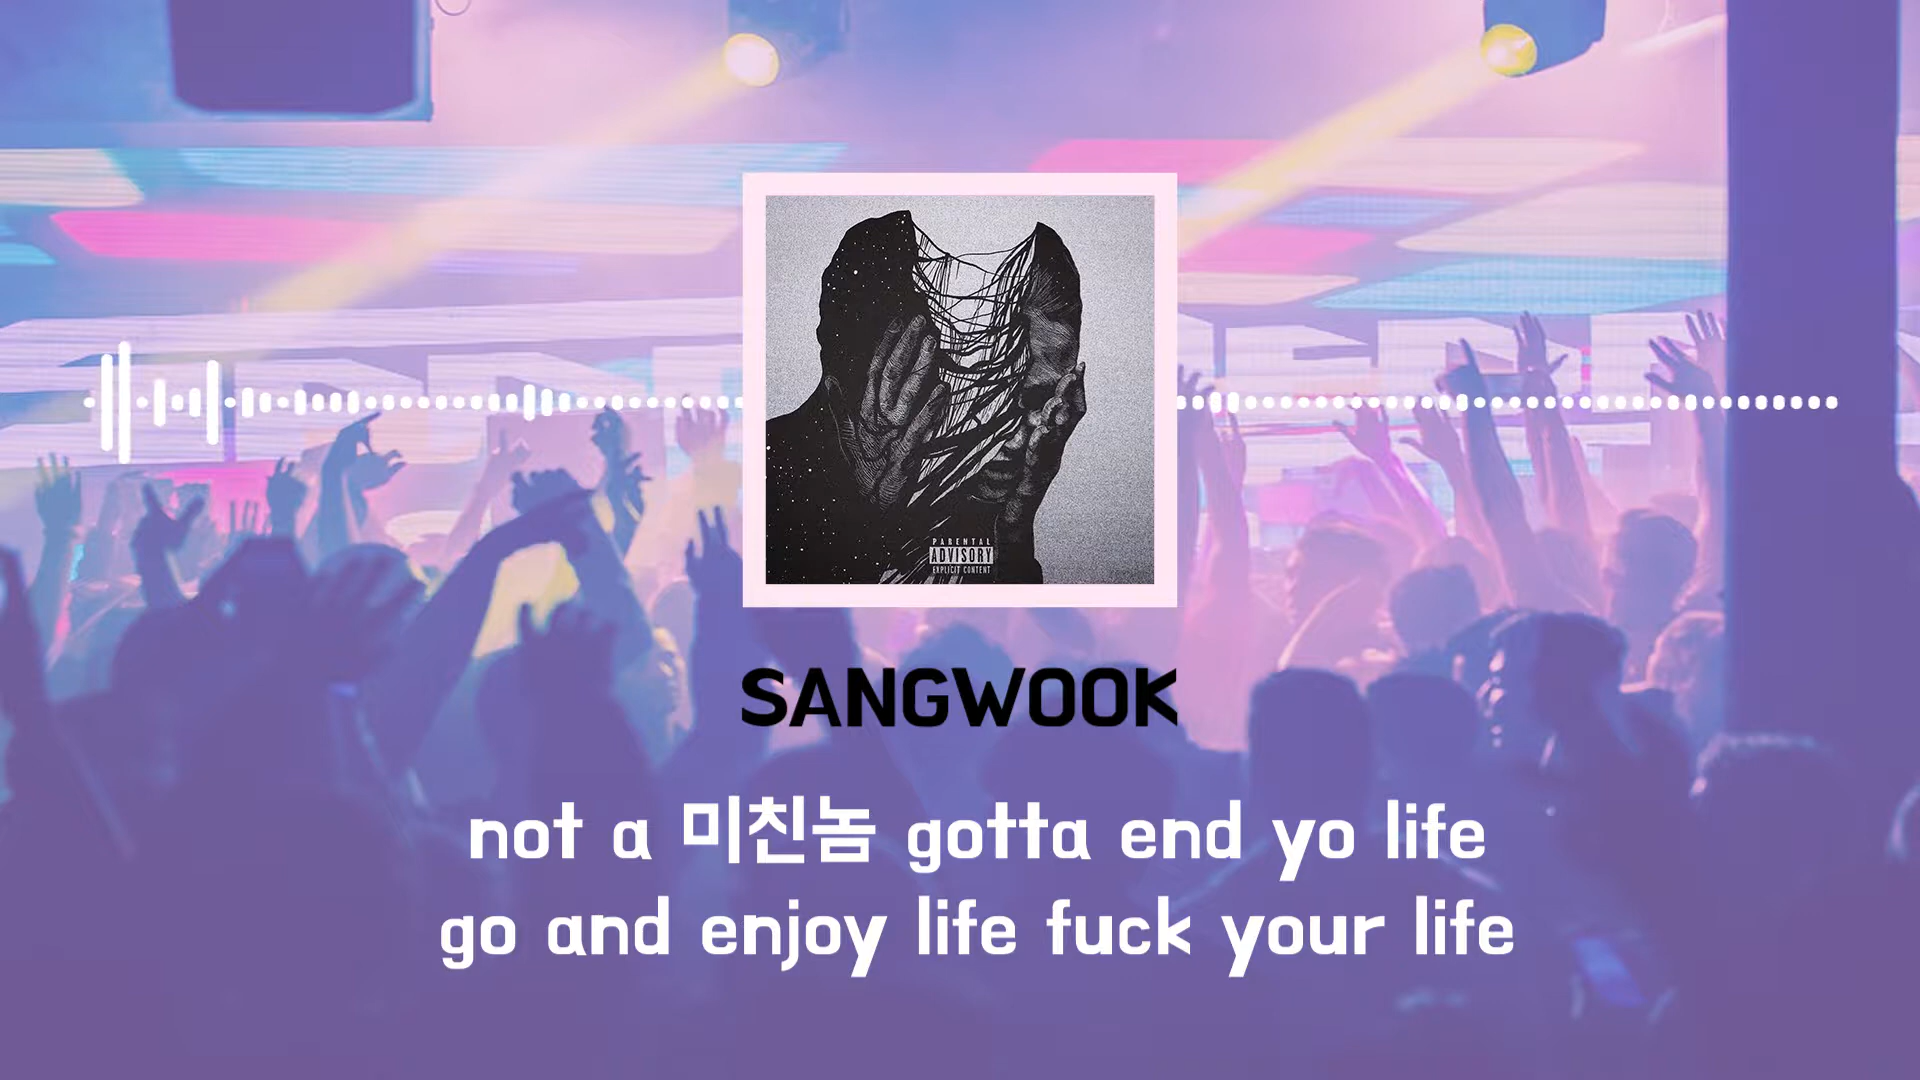 PARENTAL
ADVISORY
EXPLICIT CONTENT
SANGWOOK
not a 미친놈 gotta end yo life
go and enjoy life fuck your life